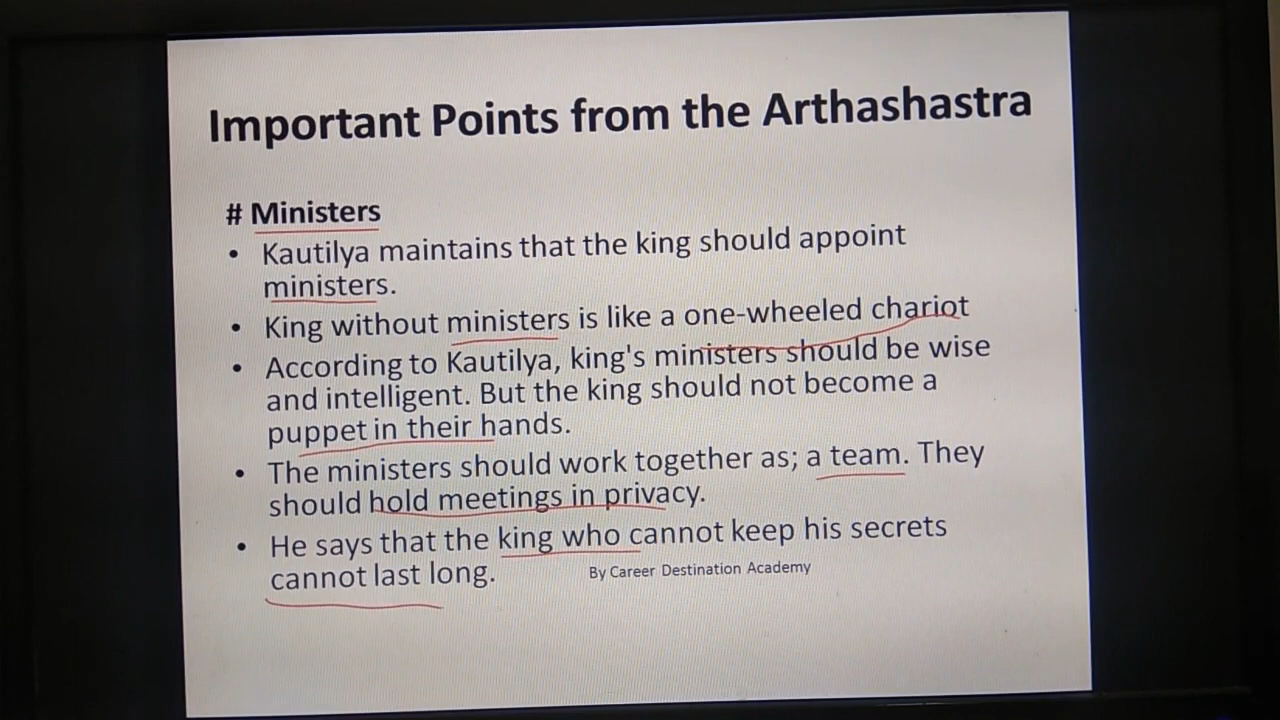 Important Points from the Arthashastra
# Ministers
• Kautilya maintains that the king should appoint
ministers.
• King without ministers is like a one-wheeled chariot
• According to Kautilya, king's ministers should be wise
and intelligent. But the king should not become a
puppet in their hands.
• The ministers should work together as; a team. They
should hold meetings in privacy.
• He says that the king who cannot keep his secrets
cannot last long.
By Career Destination Academy